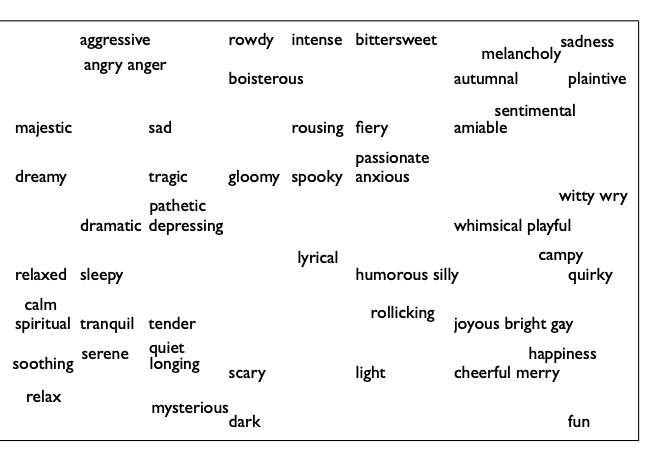 aggressive rowdy intense bittersweet sadness
melancholy
angry anger
boisterous autumnal plaintive
sentimental
majestic sad rousing fiery amiable
passionate
dreamy tragic gloomy spooky anxious
witty wry
pathetic
dramatic depressing whimsical playful
lyrical campy
relaxed sleepy humorous silly quirky
calm
rollicking
spiritual tranquil tender joyous bright gay
quiet
serene happiness
soothing longing
scary light cheerful merry
relax
mysterious
dark fun